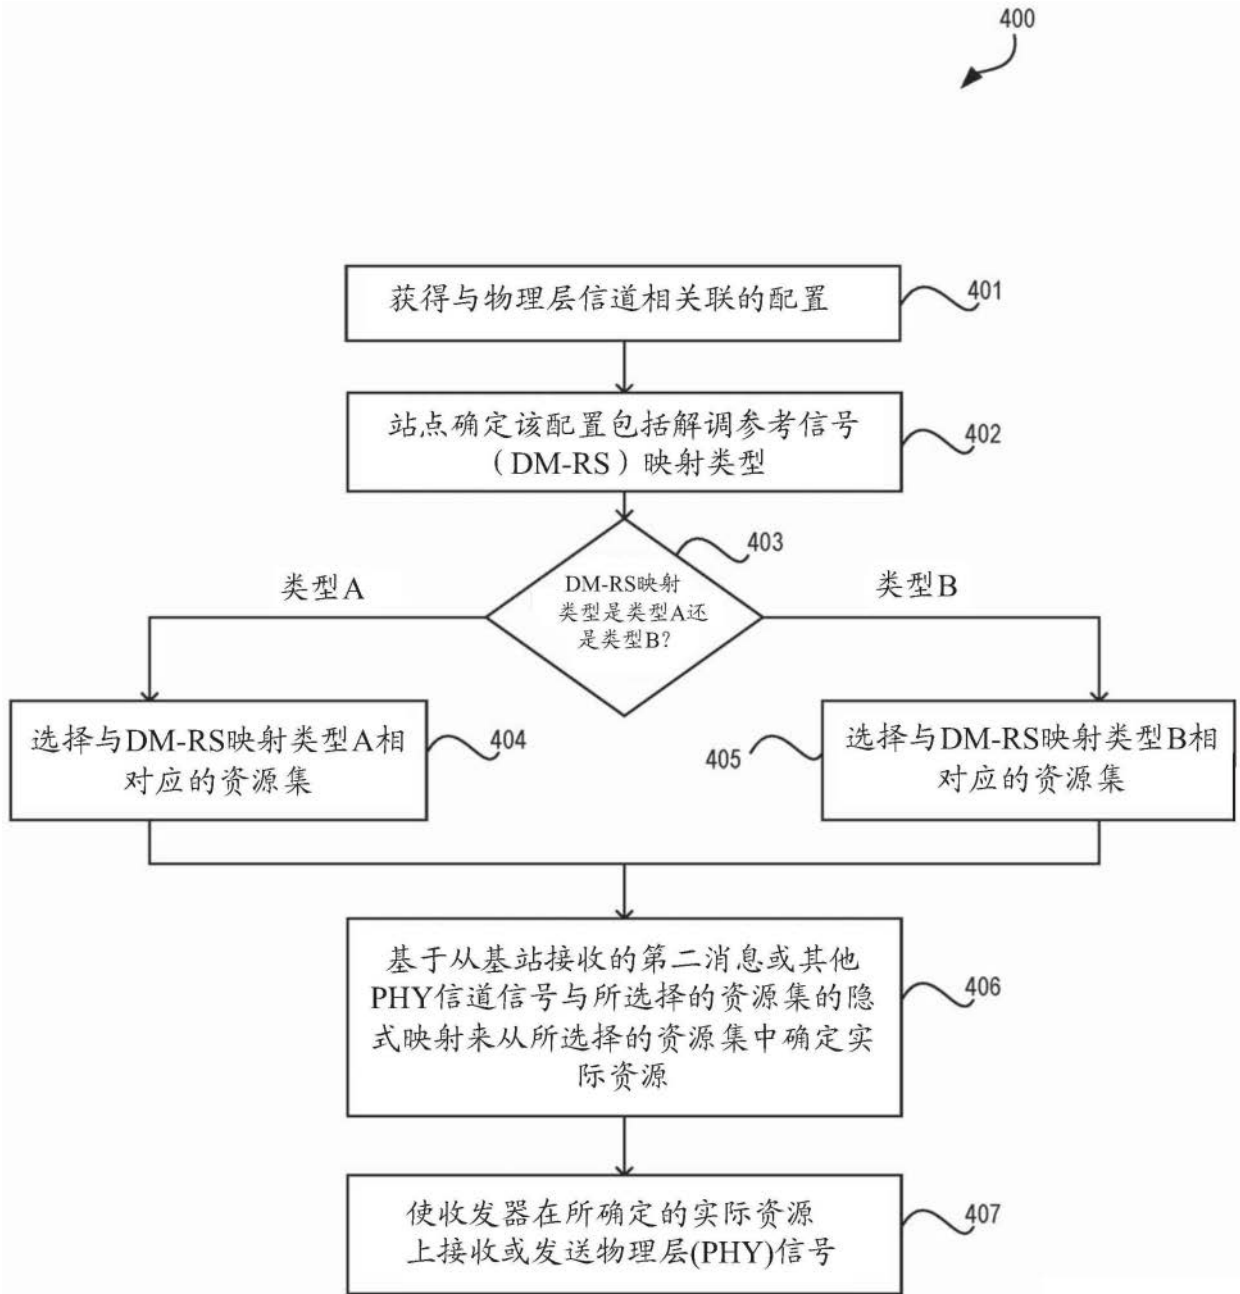 400
获得与物理层信道相关联的配置
401
站点确定该配置包括解调参考信号
（DM-RS）映射类型
402
403
DM-RS映射
类型是类型A还
是类型B?
类型A
类型B
选择与DM-RS映射类型A相
对应的资源集
404
405
选择与DM-RS映射类型B相
对应的资源集
基于从基站接收的第二消息或其他
PHY信道信号与所选择的资源集的隐
式映射来从所选择的资源集中确定实
际资源
406
使收发器在所确定的实际资源
上接收或发送物理层(PHY)信号
407